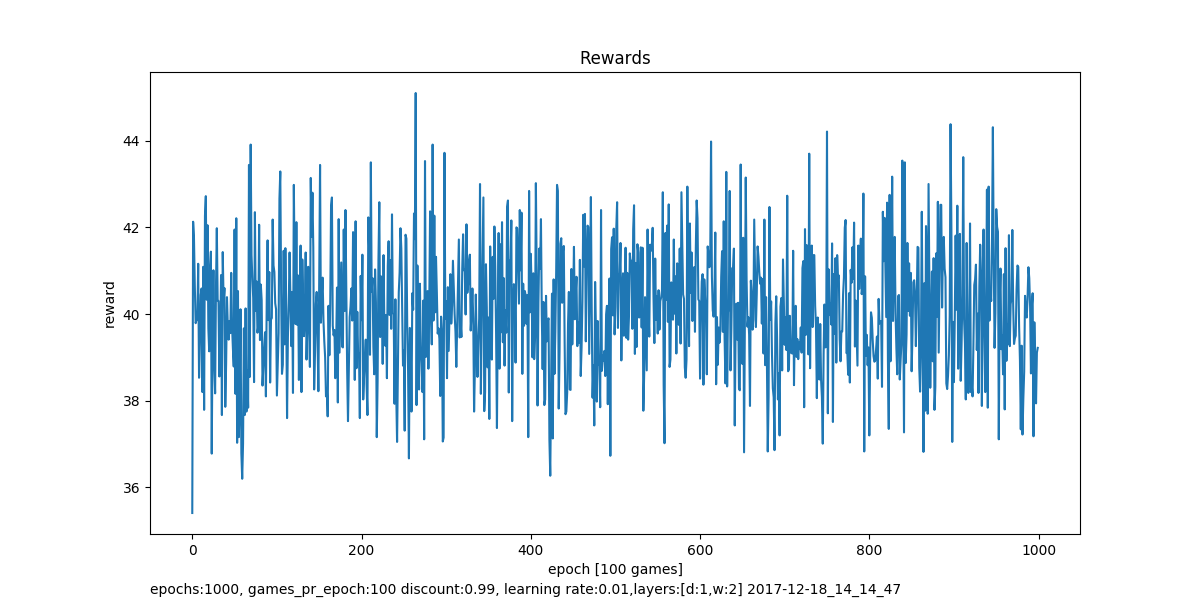 Rewards
44
42
40
38
36
reward
0 200 400 600 800 1000
epoch [100 games]
epochs:1000, games_pr_epoch:100 discount:0.99, learning rate:0.01,layers:[d:1,w:2] 2017-12-18_14_14_47